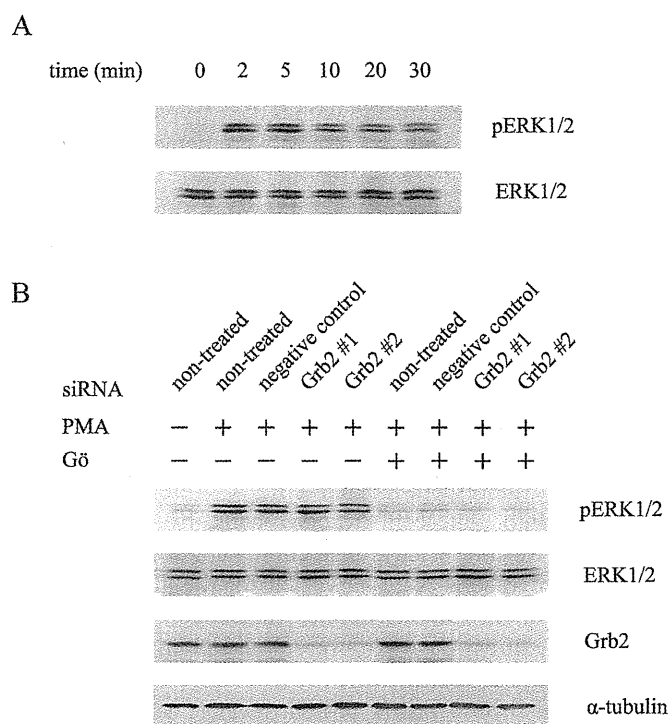 A
time (min) 0 2 5 10 20 30
pERK1/2
ERK1/2
B
siRNA non-treated non-treated negative control Grb2 #1 Grb2 #2 non-treated negative control Grb2 #1 Grb2 #2
PMA − + + + + + + + +
Gö − − − − − + + + +
pERK1/2
ERK1/2
Grb2
α-tubulin